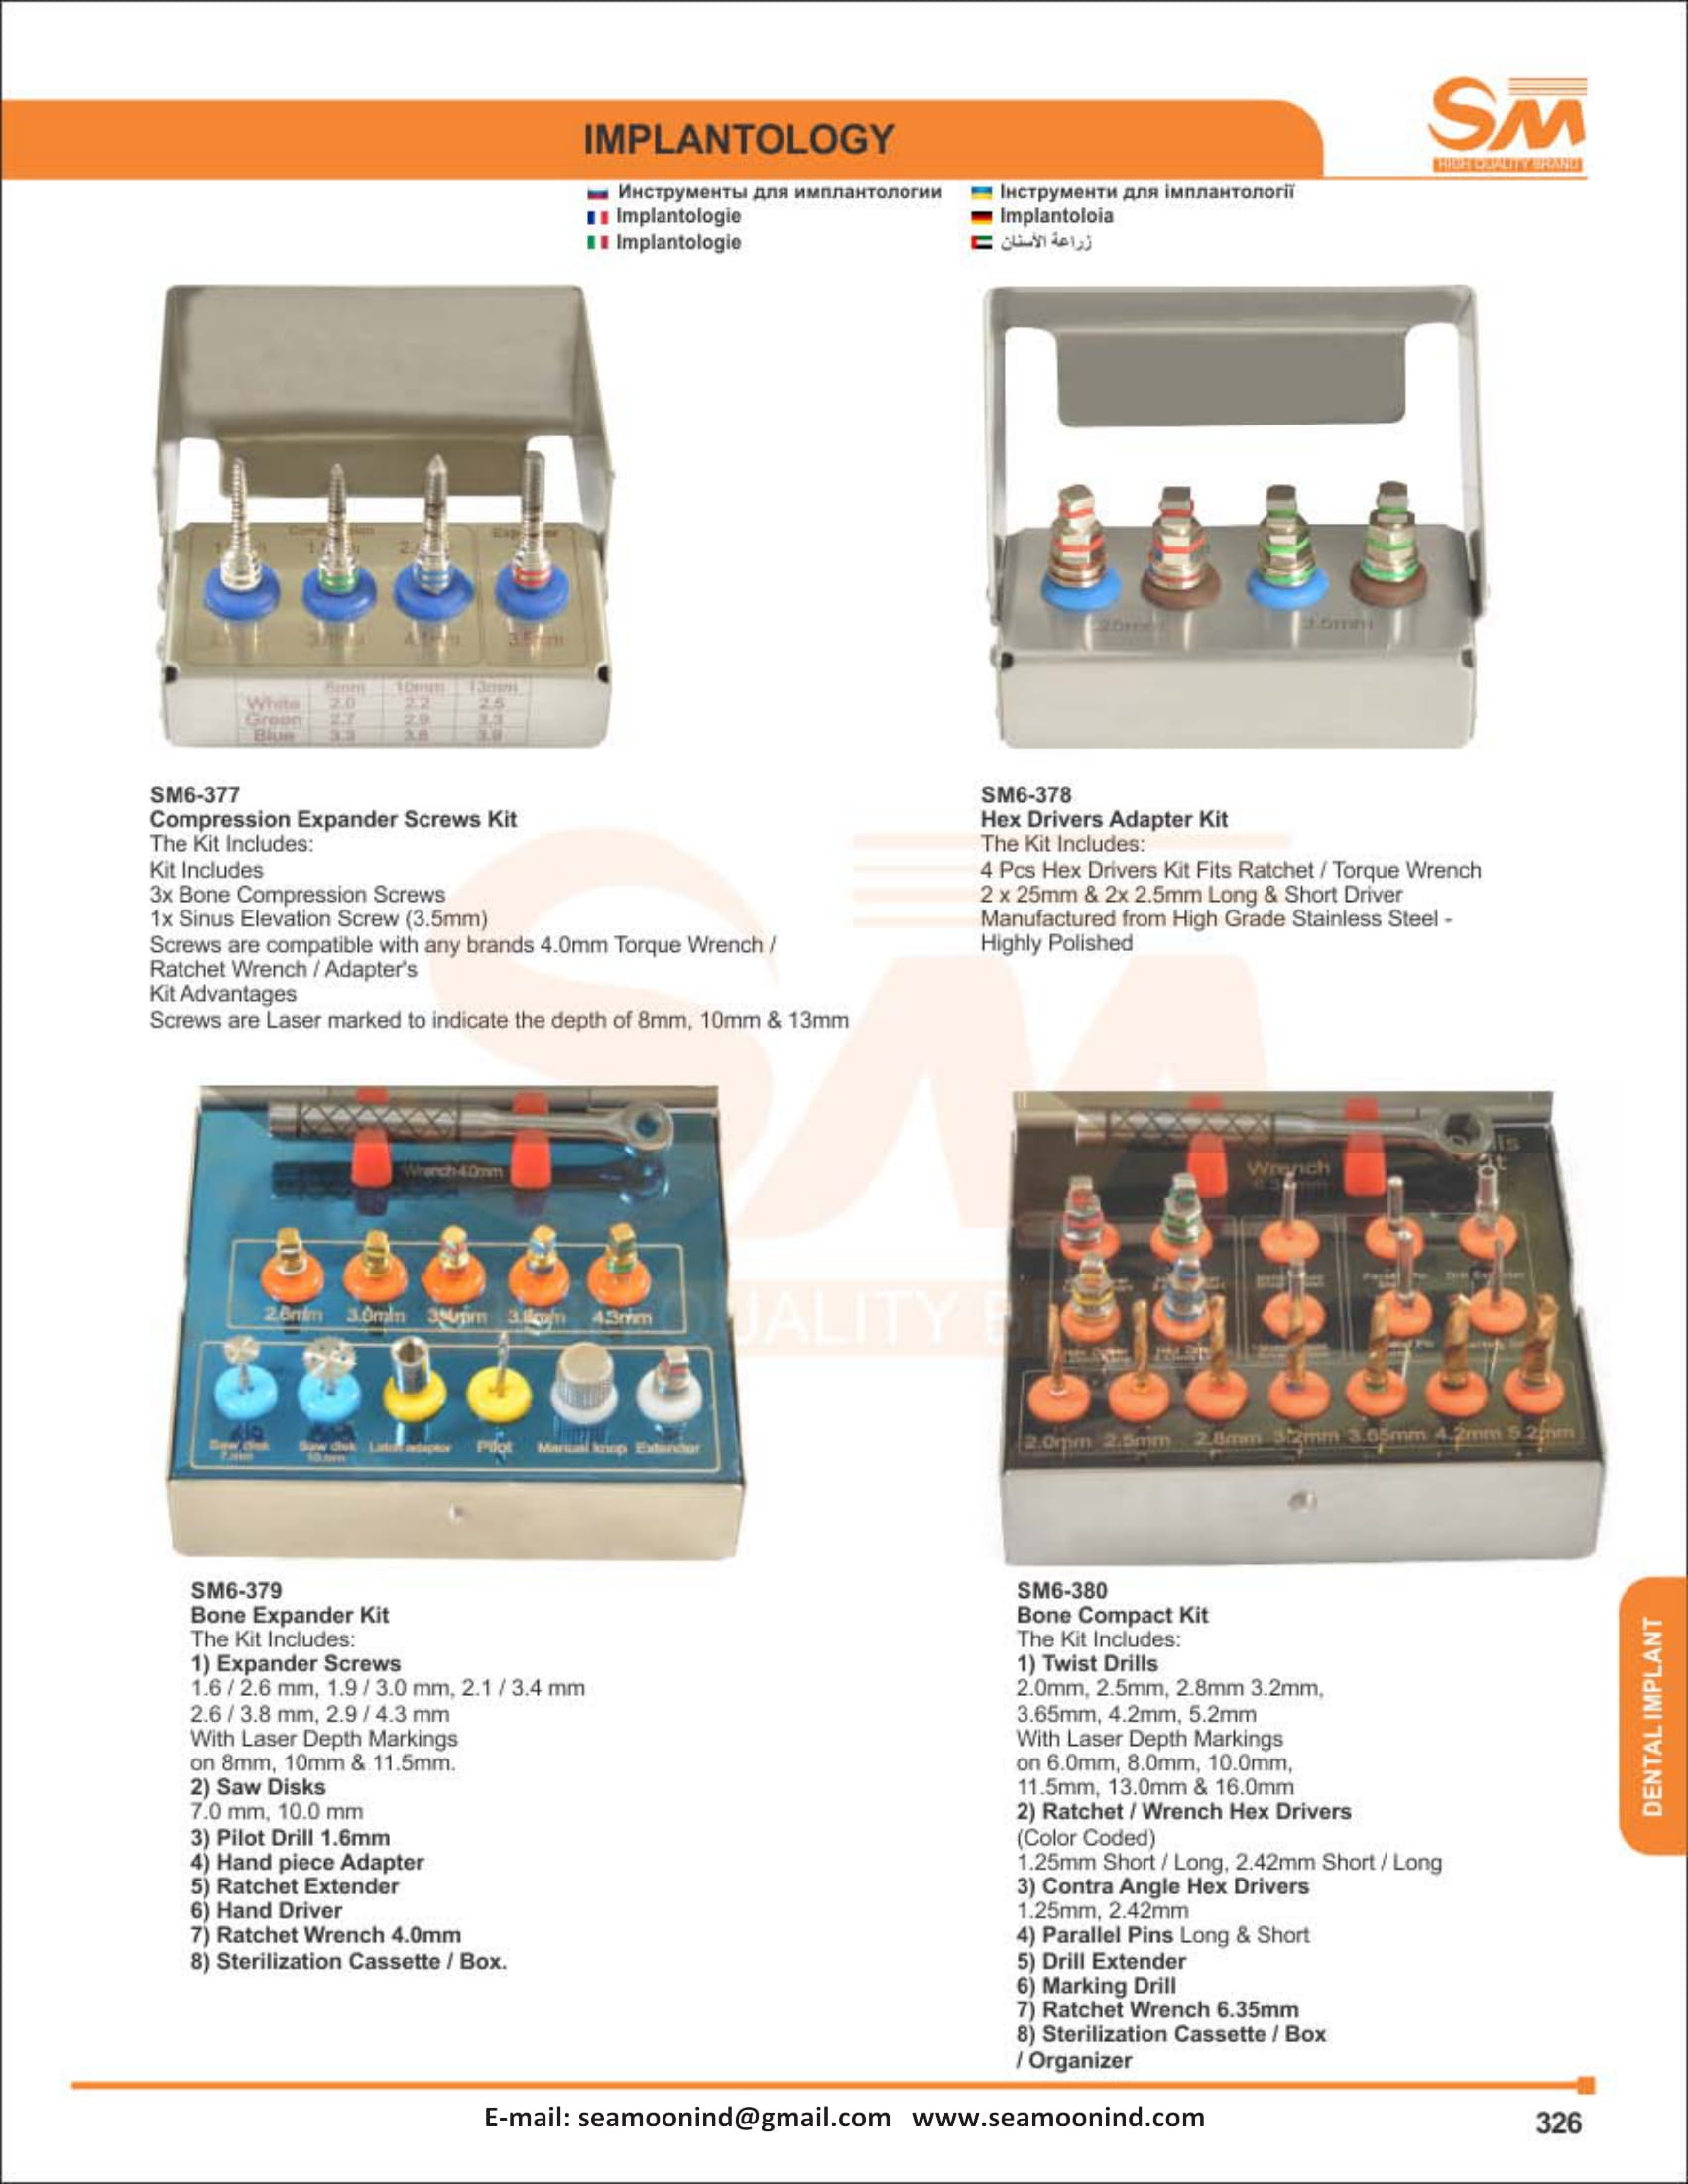 IMPLANTOLOGY
SM
HIGH QUALITY BRAND
Инструменты для имплантологии
Implantologie
Implantologie
Інструменти для імплантології
Implantoloia
زراعة الأسنان
3.5mm
8mm 10mm 13mm
White 2.0 2.2 2.5
Green 2.7 2.9 3.3
Blue 3.3 3.6 3.9
SM6-377
Compression Expander Screws Kit
The Kit Includes:
Kit Includes
3x Bone Compression Screws
1x Sinus Elevation Screw (3.5mm)
Screws are compatible with any brands 4.0mm Torque Wrench /
Ratchet Wrench / Adapter's
Kit Advantages
Screws are Laser marked to indicate the depth of 8mm, 10mm & 13mm
SM6-378
Hex Drivers Adapter Kit
The Kit Includes:
4 Pcs Hex Drivers Kit Fits Ratchet / Torque Wrench
2 x 25mm & 2x 2.5mm Long & Short Driver
Manufactured from High Grade Stainless Steel -
Highly Polished
Wrench 4.0mm
2.6mm 3.0mm 3.4mm 3.8mm 4.3mm
Saw disk Saw disk Latch adaptor Pilot Manual knop Extender
7.mm 10.mm
Wrench
2.0mm 2.5mm 2.8mm 3.2mm 3.65mm 4.2mm 5.2mm
SM6-379
Bone Expander Kit
The Kit Includes:
1) Expander Screws
1.6 / 2.6 mm, 1.9 / 3.0 mm, 2.1 / 3.4 mm
2.6 / 3.8 mm, 2.9 / 4.3 mm
With Laser Depth Markings
on 8mm, 10mm & 11.5mm.
2) Saw Disks
7.0 mm, 10.0 mm
3) Pilot Drill 1.6mm
4) Hand piece Adapter
5) Ratchet Extender
6) Hand Driver
7) Ratchet Wrench 4.0mm
8) Sterilization Cassette / Box.
SM6-380
Bone Compact Kit
The Kit Includes:
1) Twist Drills
2.0mm, 2.5mm, 2.8mm 3.2mm,
3.65mm, 4.2mm, 5.2mm
With Laser Depth Markings
on 6.0mm, 8.0mm, 10.0mm,
11.5mm, 13.0mm & 16.0mm
2) Ratchet / Wrench Hex Drivers
(Color Coded)
1.25mm Short / Long, 2.42mm Short / Long
3) Contra Angle Hex Drivers
1.25mm, 2.42mm
4) Parallel Pins Long & Short
5) Drill Extender
6) Marking Drill
7) Ratchet Wrench 6.35mm
8) Sterilization Cassette / Box
/ Organizer
DENTAL IMPLANT
E-mail: seamoonind@gmail.com www.seamoonind.com
326